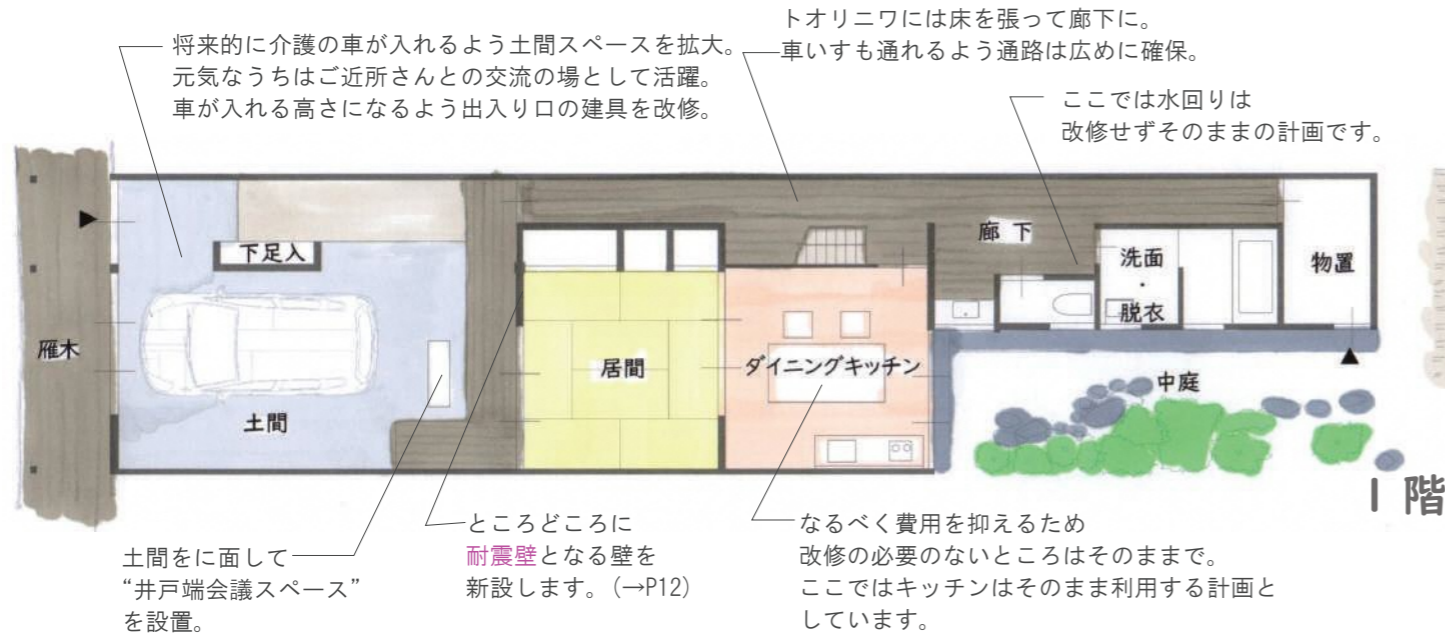 将来的に介護の車が入れるよう土間スペースを拡大。
元気なうちはご近所さんとの交流の場として活躍。
車が入れる高さになるよう出入り口の建具を改修。
トオリニワには床を張って廊下に。
車いすも通れるよう通路は広めに確保。
ここでは水回りは
改修せずそのままの計画です。
下足入
廊下
洗面
・
脱衣
物置
雁木
居間
ダイニングキッチン
中庭
土間
1階
土間をに面して
“井戸端会議スペース”
を設置。
ところどころに
耐震壁となる壁を
新設します。(→P12)
なるべく費用を抑えるため
改修の必要のないところはそのままで。
ここではキッチンはそのまま利用する計画と
しています。